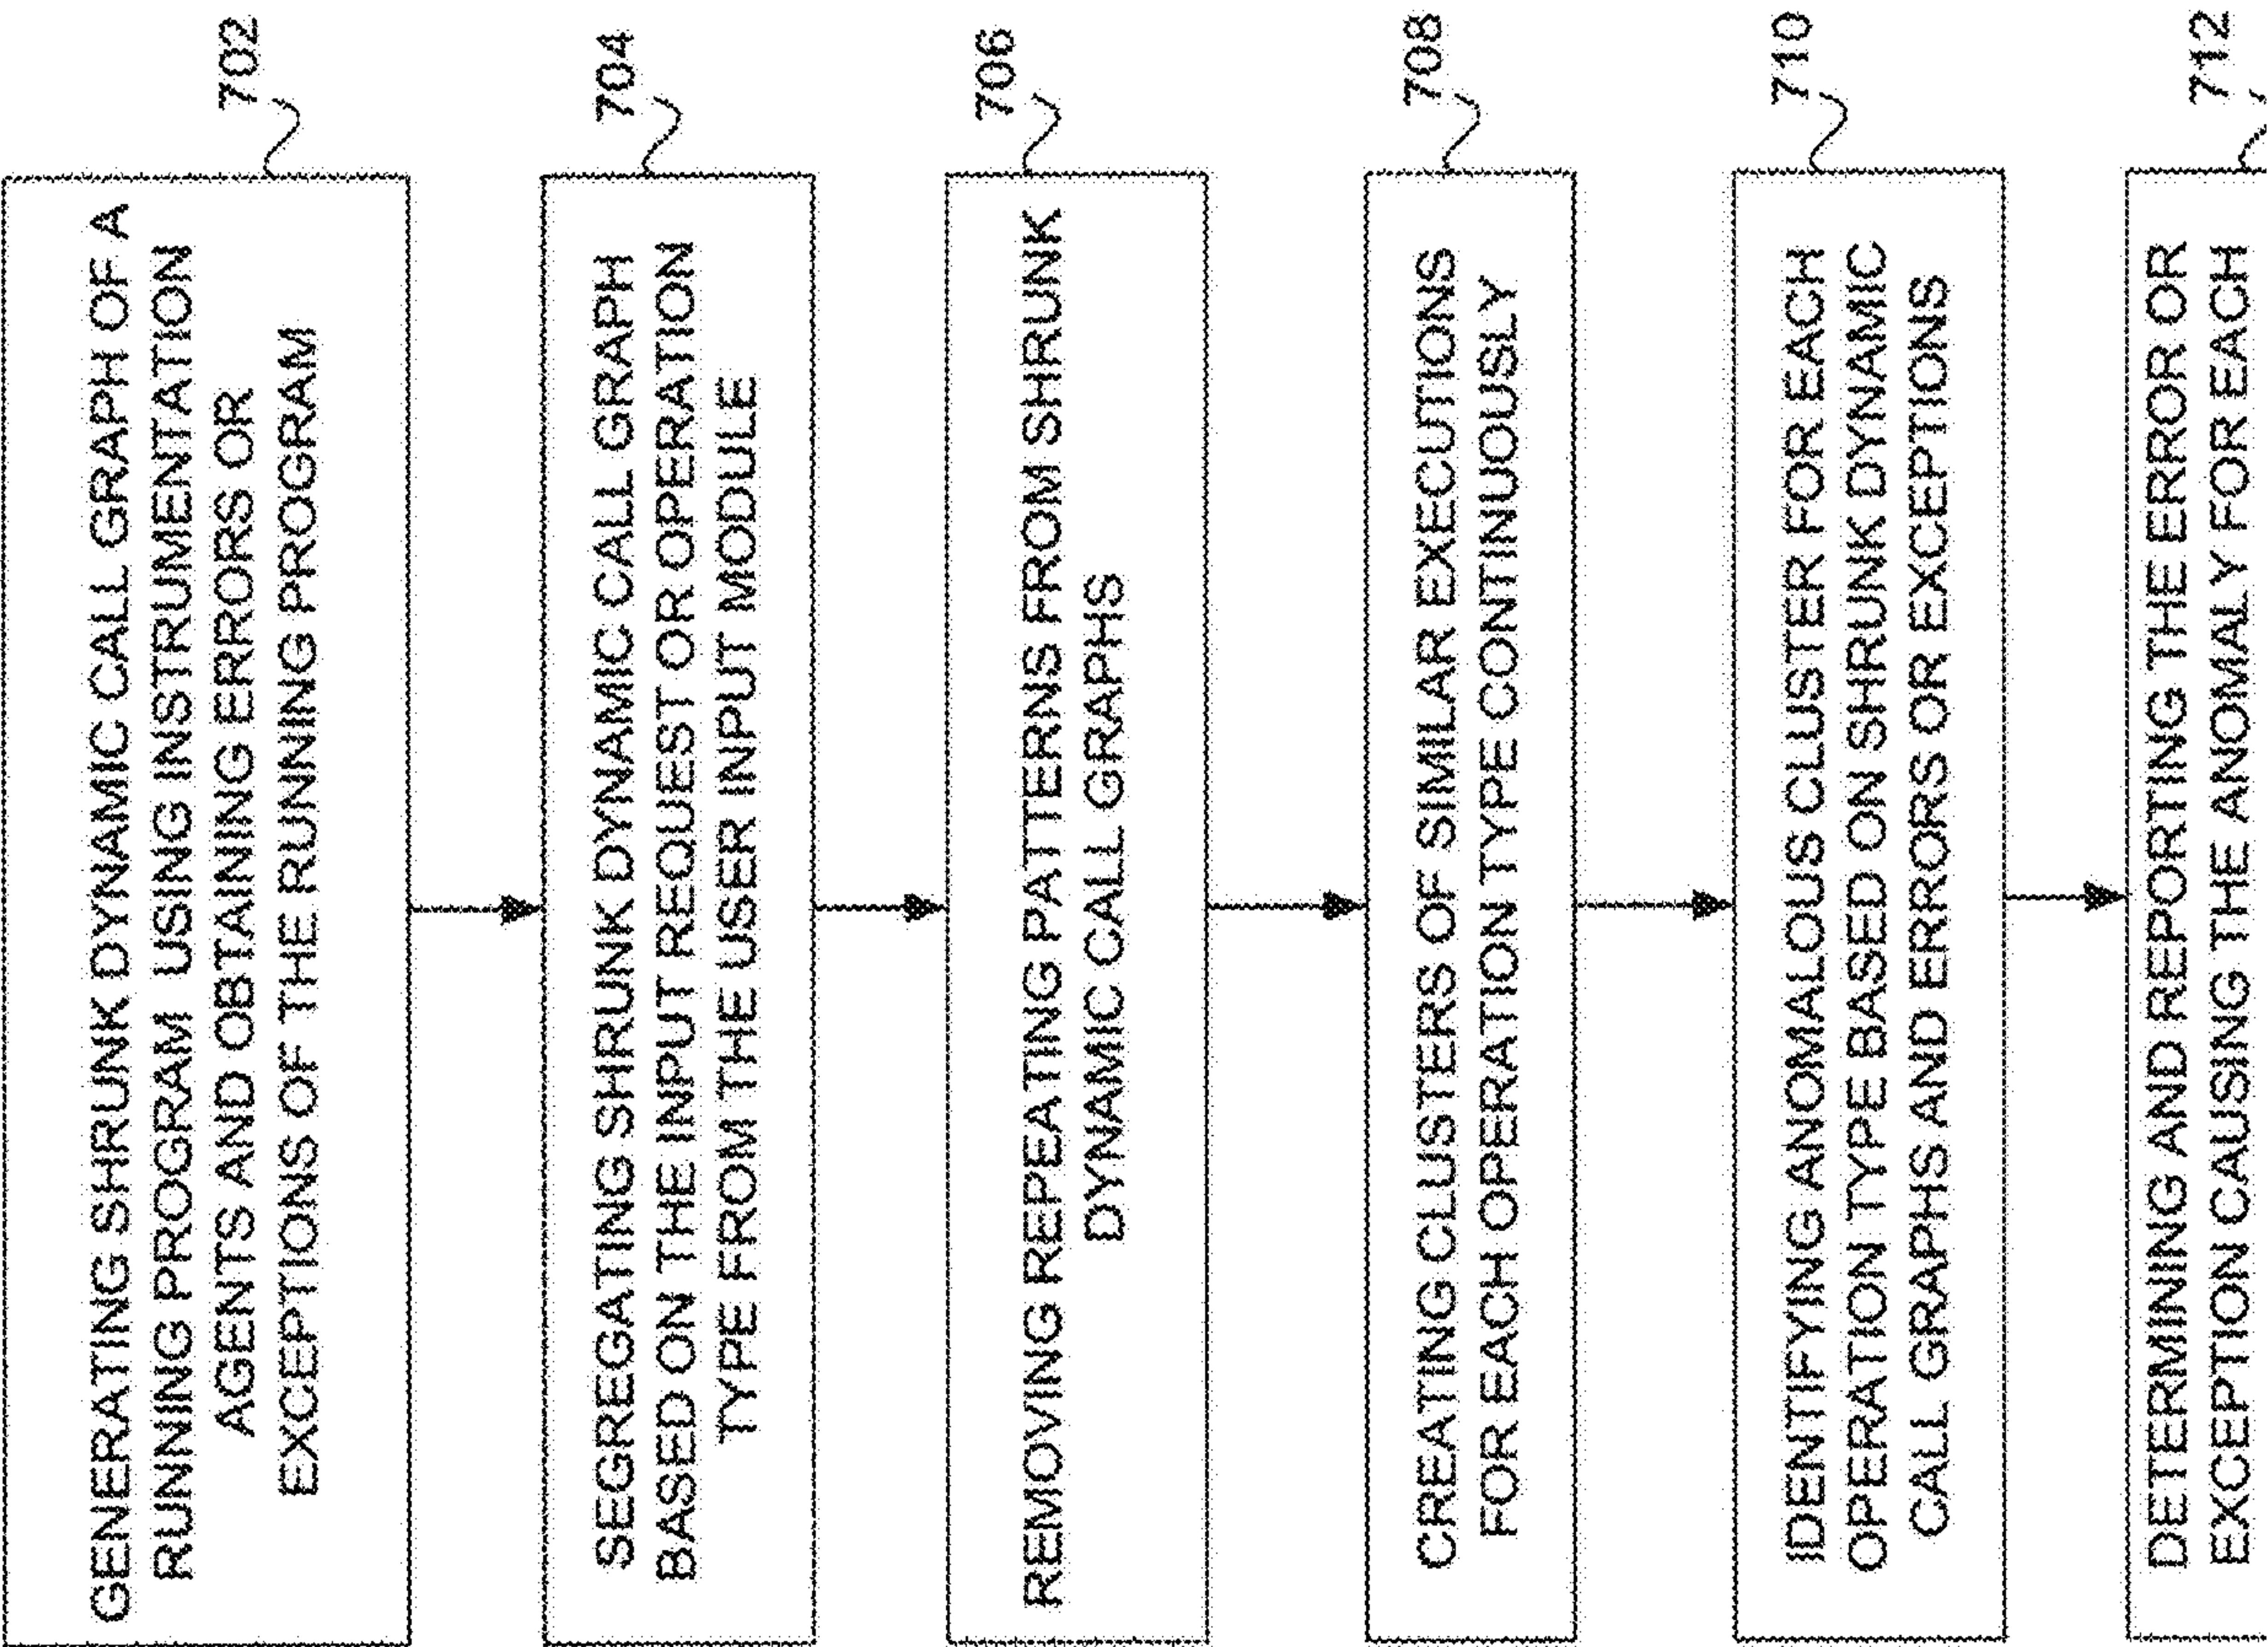 GENERATING SHRUNK DYNAMIC CALL GRAPH OF A
RUNNING PROGRAM USING INSTRUMENTATION
AGENTS AND OBTAINING ERRORS OR
EXCEPTIONS OF THE RUNNING PROGRAM
702
SEGREGATING SHRUNK DYNAMIC CALL GRAPH
BASED ON THE INPUT REQUEST OR OPERATION
TYPE FROM THE USER INPUT MODULE
704
REMOVING REPEATING PATTERNS FROM SHRUNK
DYNAMIC CALL GRAPHS
706
CREATING CLUSTERS OF SIMILAR EXECUTIONS
FOR EACH OPERATION TYPE CONTINUOUSLY
708
IDENTIFYING ANOMALOUS CLUSTER FOR EACH
OPERATION TYPE BASED ON SHRUNK DYNAMIC
CALL GRAPHS AND ERRORS OR EXCEPTIONS
710
DETERMINING AND REPORTING THE ERROR OR
EXCEPTION CAUSING THE ANOMALY FOR EACH
712